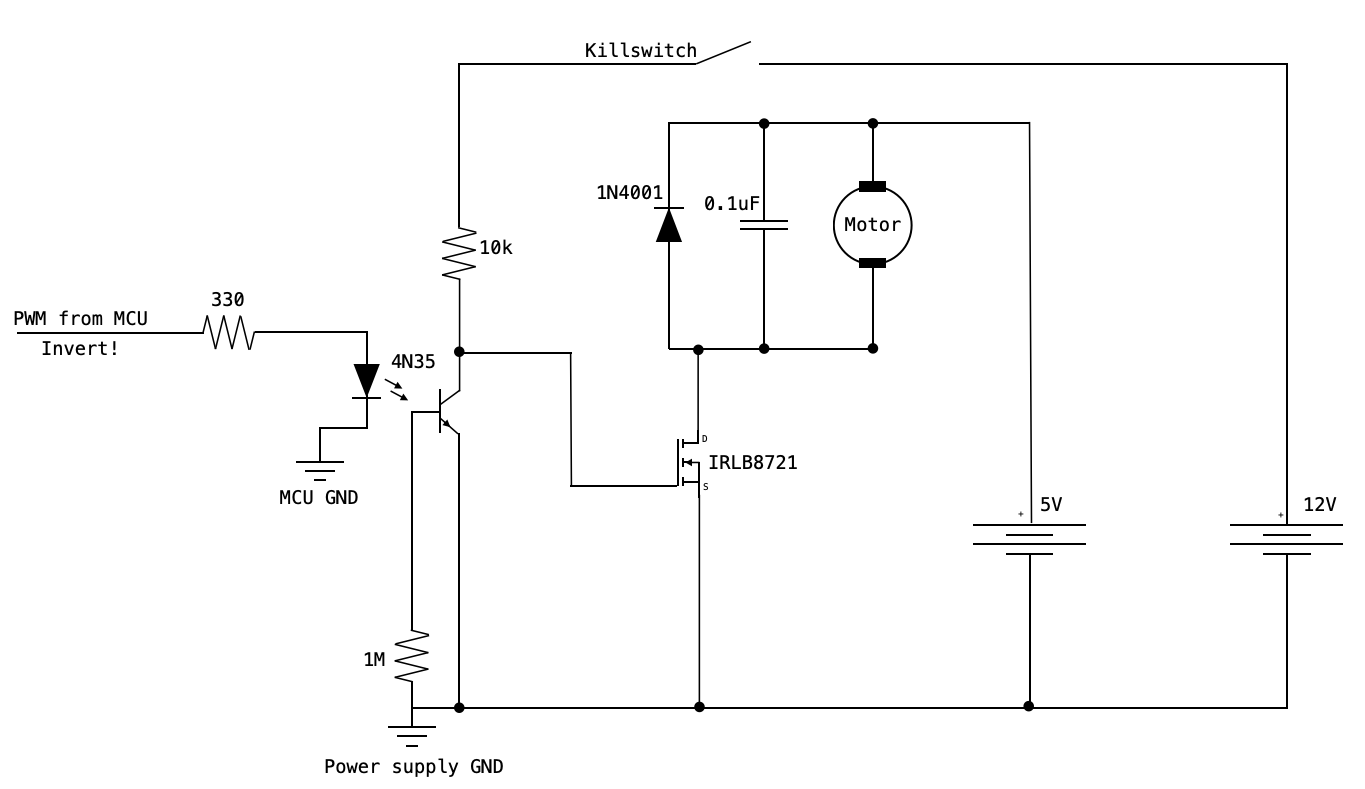 Killswitch
1N4001
0.1uF
Motor
10k
330
PWM from MCU
Invert!
4N35
D
IRLB8721
S
MCU GND
+ 5V
+ 12V
1M
Power supply GND